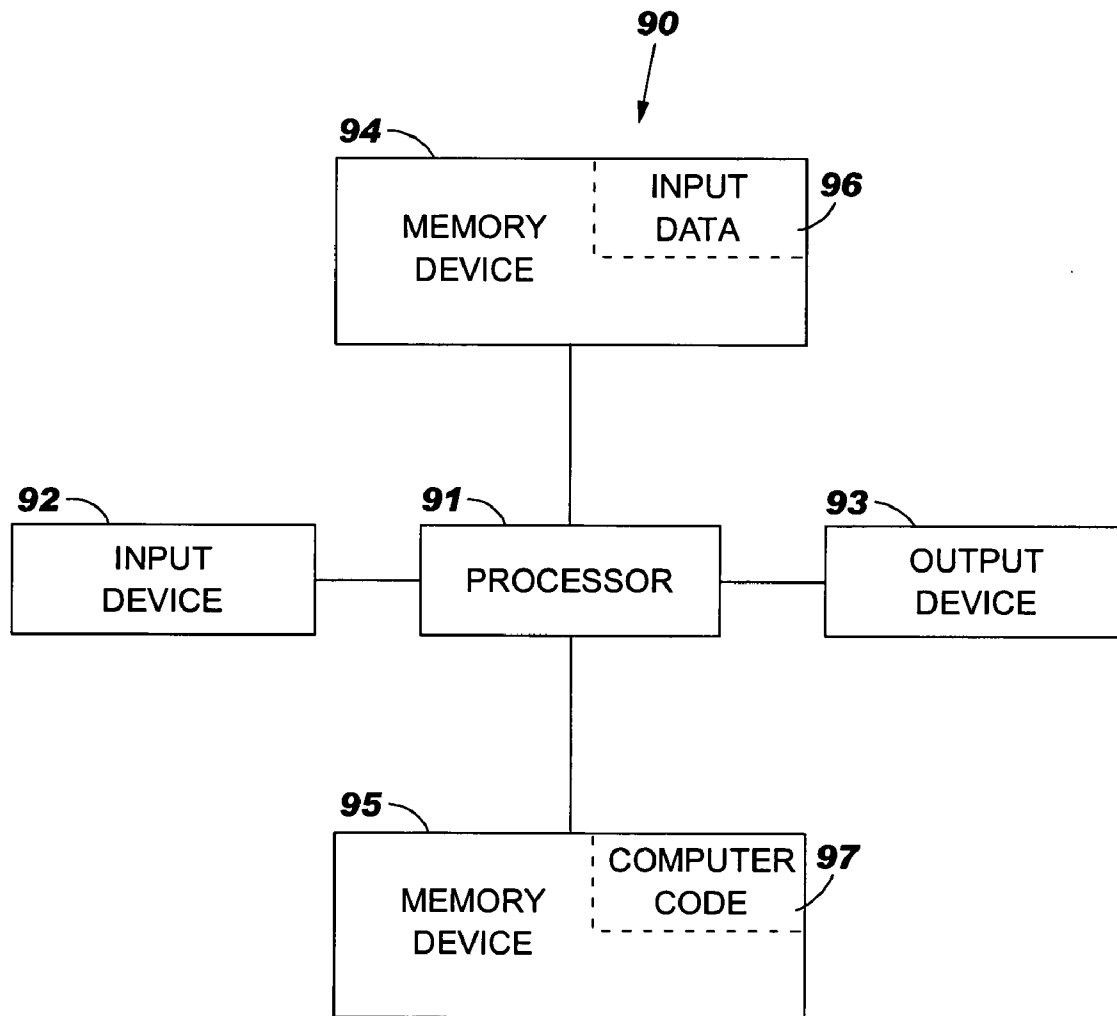 90
94
INPUT
DATA
96
MEMORY
DEVICE
92
INPUT
DEVICE
91
PROCESSOR
93
OUTPUT
DEVICE
95
COMPUTER
CODE
97
MEMORY
DEVICE